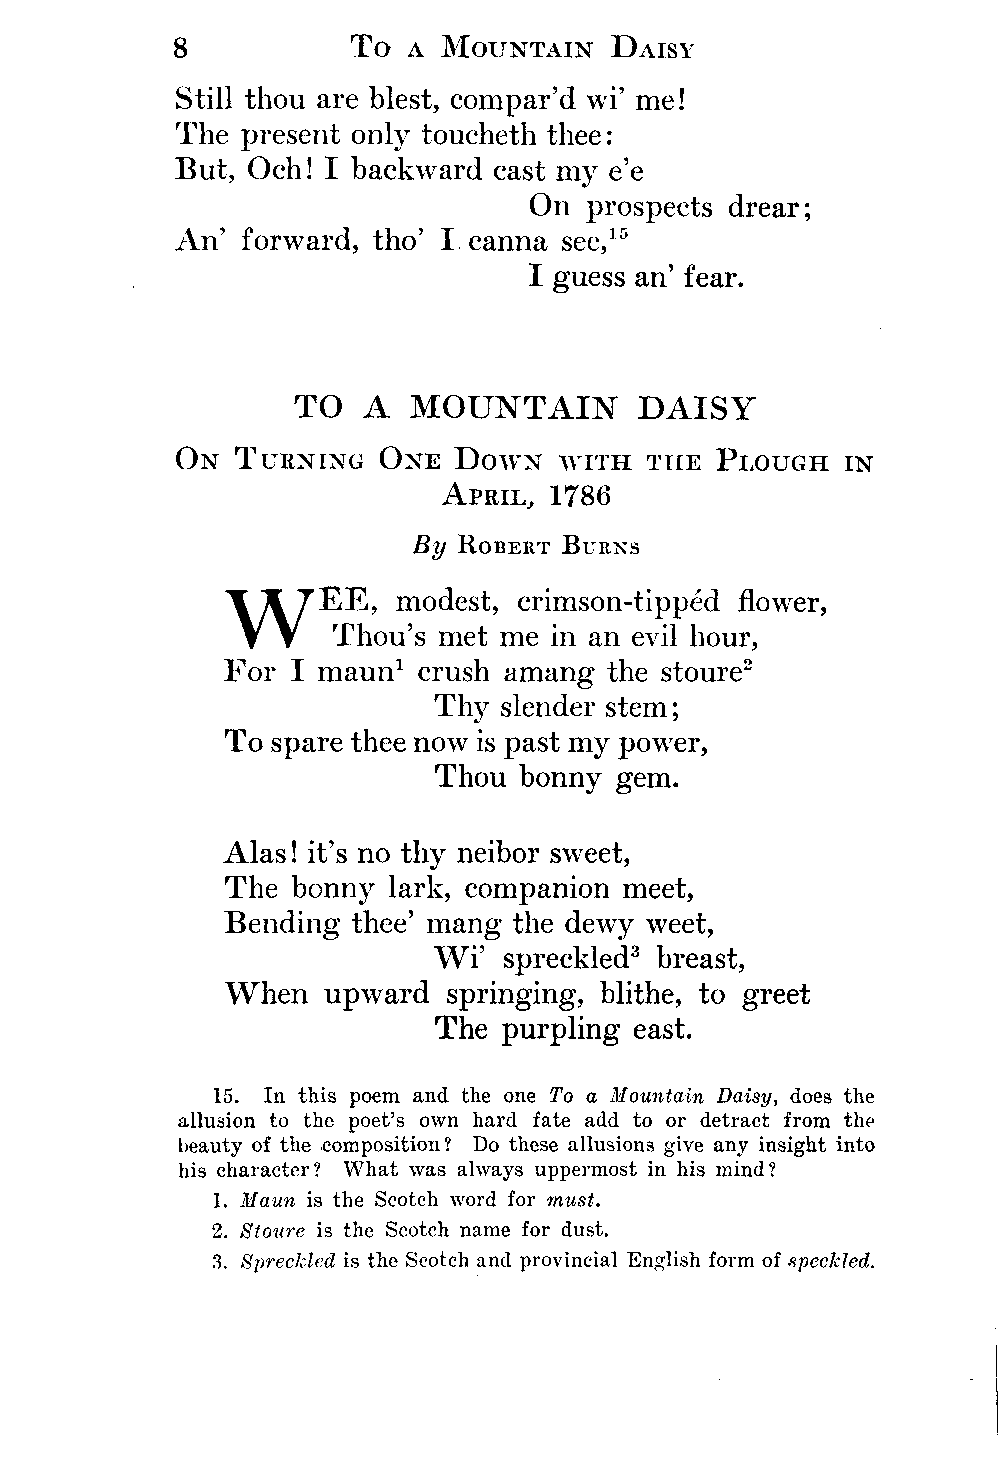 8 To a Mountain Daisy
Still thou are blest, compar'd wi' me!
The present only toucheth thee:
But, Och! I backward cast my e'e
On prospects drear;
An' forward, tho' I canna see,15
I guess an' fear.
TO A MOUNTAIN DAISY
On Turning One Down with the Plough in
April, 1786
By Robert Burns
WEE, modest, crimson-tippéd flower,
Thou's met me in an evil hour,
For I maun1 crush amang the stoure2
Thy slender stem;
To spare thee now is past my power,
Thou bonny gem.
Alas! it's no thy neibor sweet,
The bonny lark, companion meet,
Bending thee' mang the dewy weet,
Wi' spreckled3 breast,
When upward springing, blithe, to greet
The purpling east.
15. In this poem and the one To a Mountain Daisy, does the
allusion to the poet's own hard fate add to or detract from the
beauty of the composition? Do these allusions give any insight into
his character? What was always uppermost in his mind?
1. Maun is the Scotch word for must.
2. Stoure is the Scotch name for dust.
3. Spreckled is the Scotch and provincial English form of speckled.